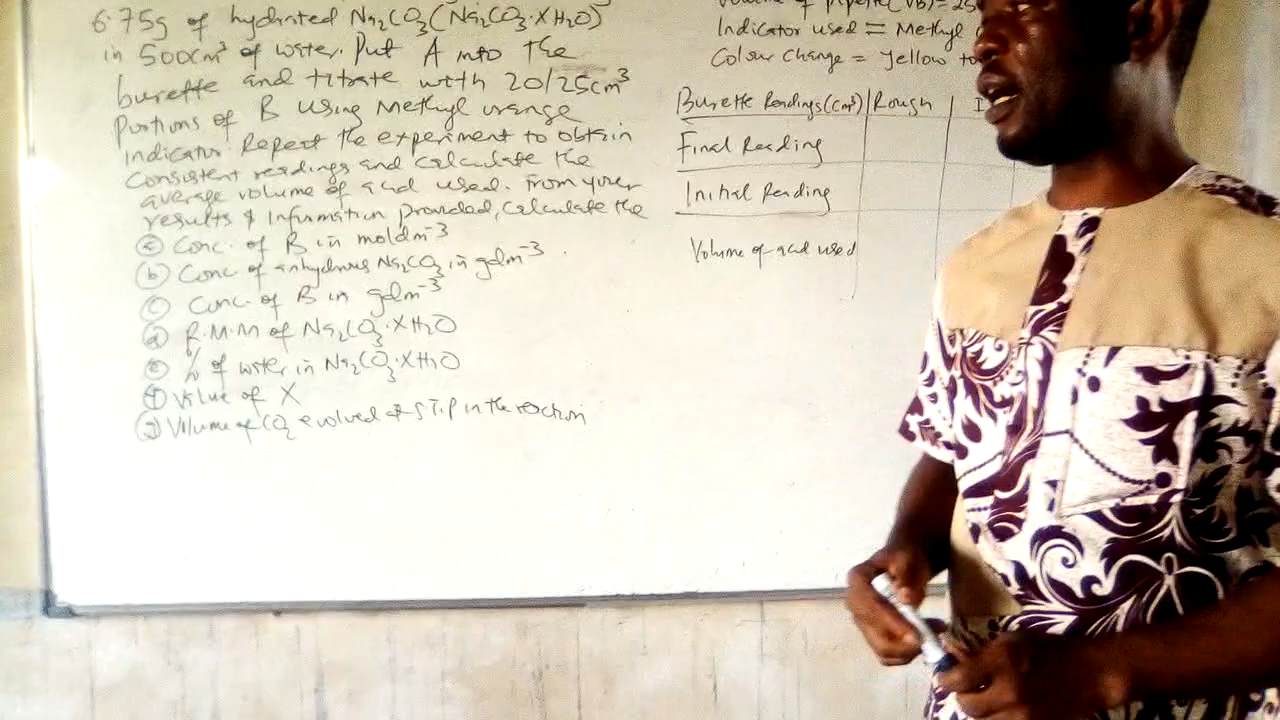 6.75g of hydrated Na2CO3 (Na2CO3.XH2O)
in 500cm3 of water. Put A into the
burette and titrate with 20/25cm3
portions of B using Methyl orange
indicator. Repeat the experiment to obtain
consistent readings and calculate the
average volume of acid used. From your
results & Information provided, calculate the
(a) Conc. of B in moldm-3
(b) Conc of anhydrous Na2CO3 in gdm-3.
(c) Conc. of B in gdm-3
(d) R.M.M of Na2CO3.XH2O
(e) % of water in Na2CO3.XH2O
(f) Value of X
(g) Volume of CO2 evolved at S.T.P in the reaction
Volume of pipette (VB) = 25
Indicator used = Methyl
Colour change = Yellow to
Burette Readings (cm3) Rough I
Final Reading
Initial Reading
Volume of acid used